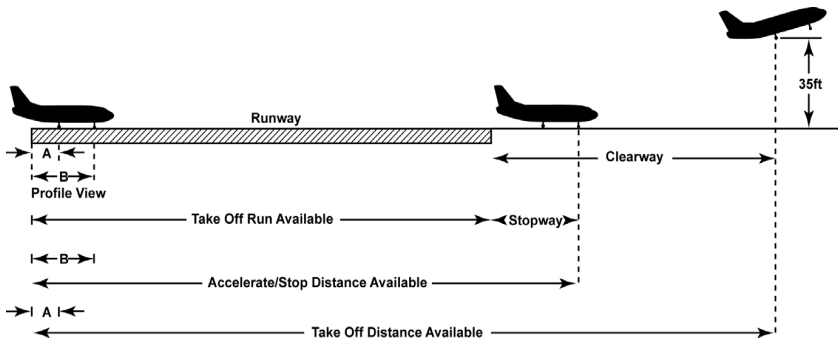 35ft
Runway
A
Clearway
B
Profile View
Take Off Run Available
Stopway
B
Accelerate/Stop Distance Available
A
Take Off Distance Available